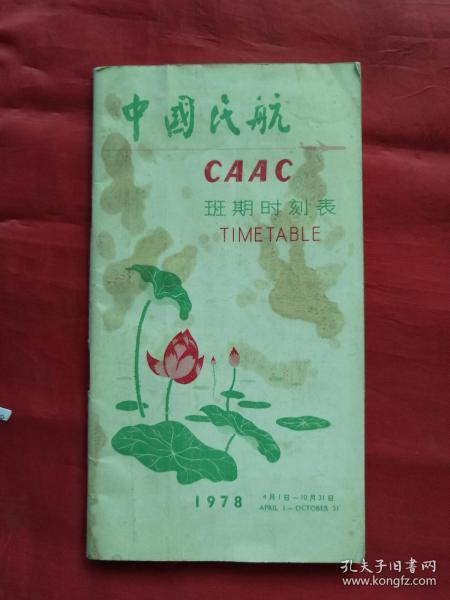 中國民航
CAAC
班期时刻表
TIMETABLE
1978
4月1日—10月31日
APRIL 1—OCTOBER 31
孔夫子旧书网
www.kongfz.com